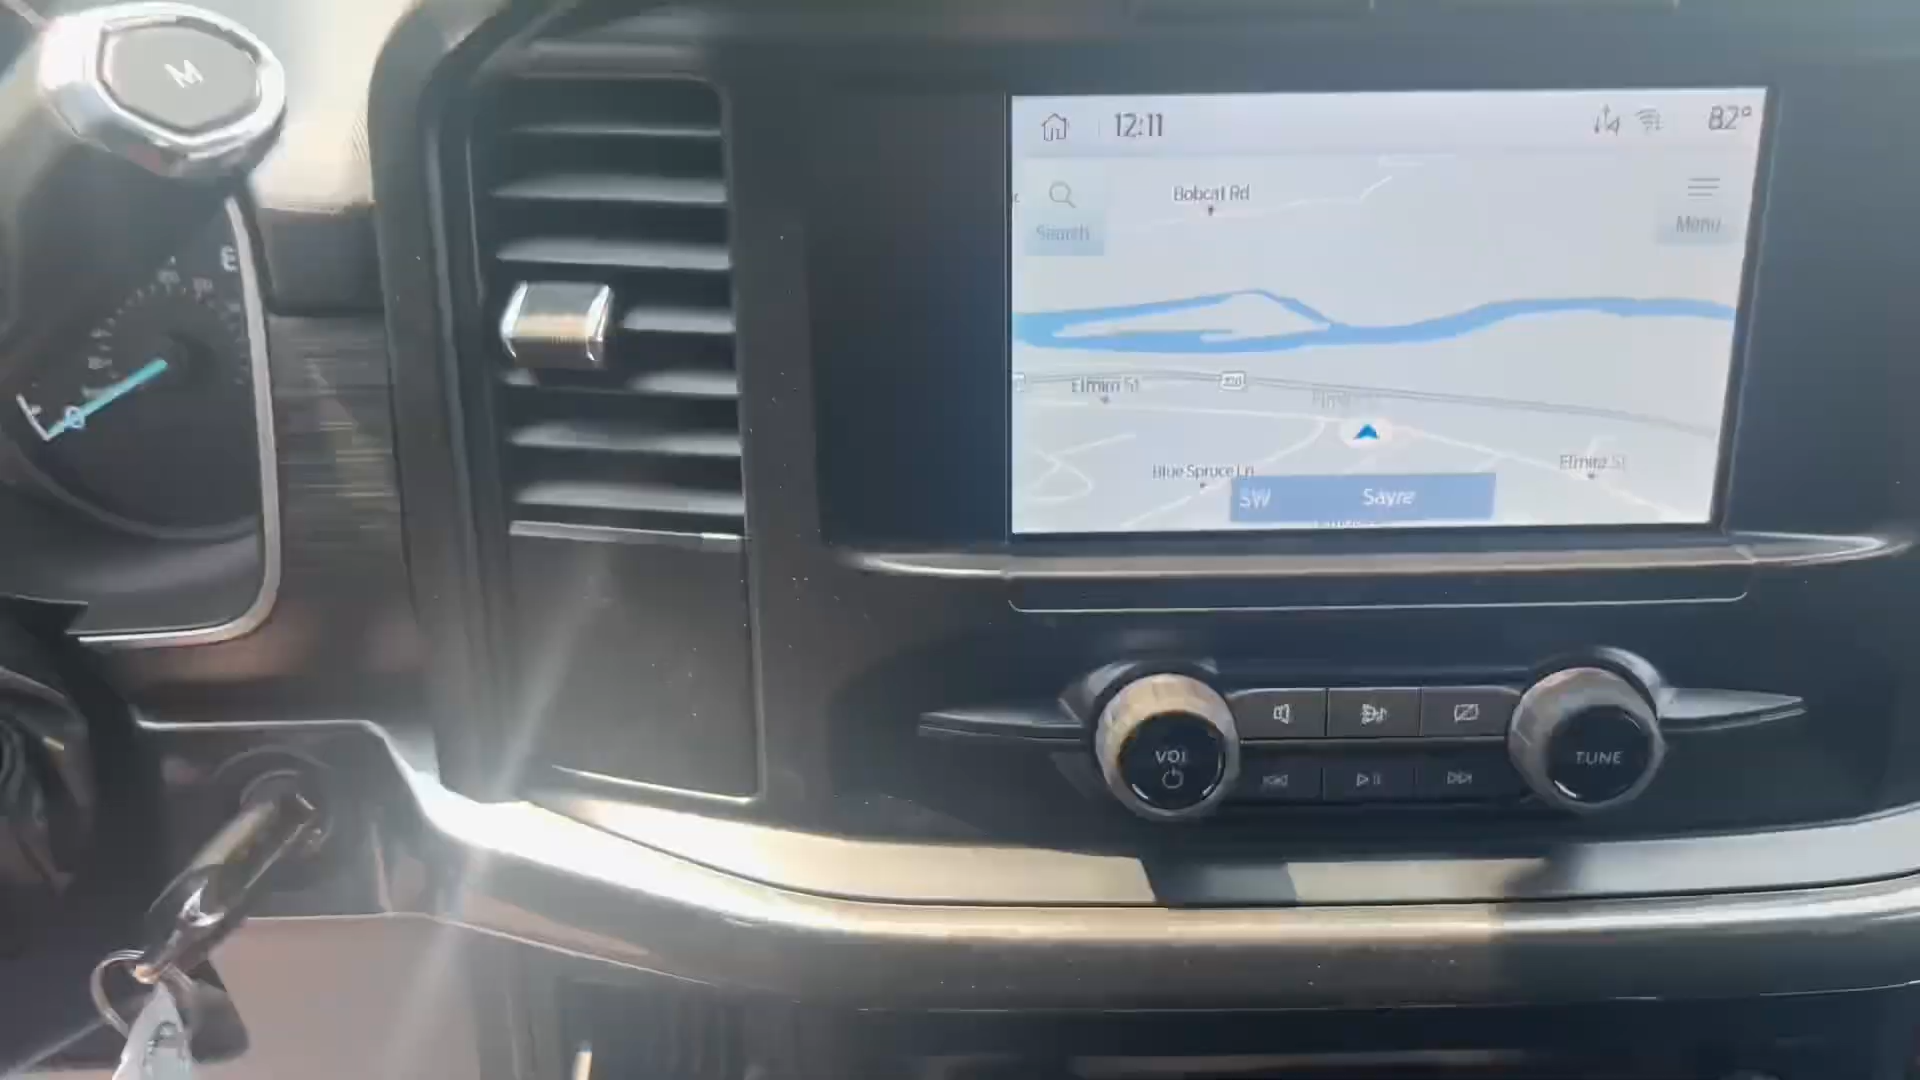 M
12:11
82°
Search
Bobcat Rd
Menu
E
Elmira St
Elmira St
Blue Spruce Ln
SW
Sayre
VOL
TUNE